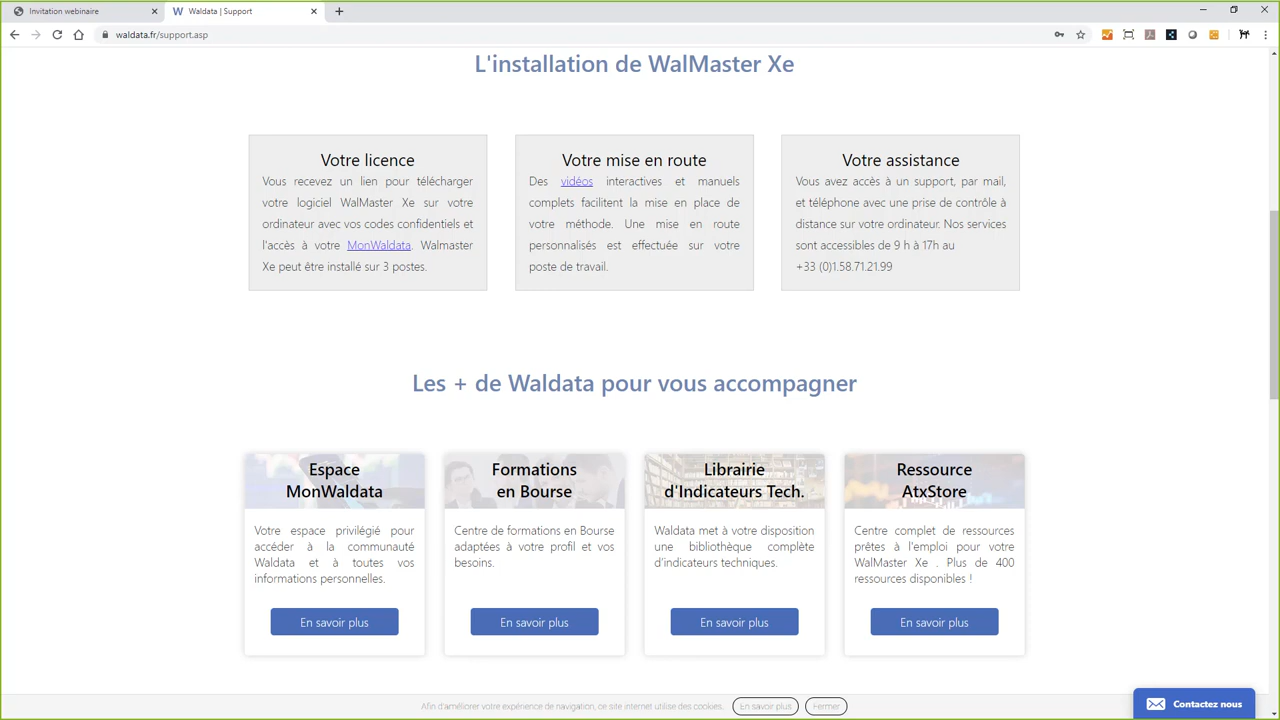 Invitation webinaire
W Waldata | Support
waldata.fr/support.asp
L'installation de WalMaster Xe
Votre licence
Vous recevez un lien pour télécharger
votre logiciel WalMaster Xe sur votre
ordinateur avec vos codes confidentiels et
l'accès à votre MonWaldata. Walmaster
Xe peut être installé sur 3 postes.
Votre mise en route
Des vidéos interactives et manuels
complets facilitent la mise en place de
votre méthode. Une mise en route
personnalisés est effectuée sur votre
poste de travail.
Votre assistance
Vous avez accès à un support, par mail,
et téléphone avec une prise de contrôle à
distance sur votre ordinateur. Nos services
sont accessibles de 9 h à 17h au
+33 (0)1.58.71.21.99
Les + de Waldata pour vous accompagner
Espace
MonWaldata
Votre espace privilégié pour
accéder à la communauté
Waldata et à toutes vos
informations personnelles.
En savoir plus
Formations
en Bourse
Centre de formations en Bourse
adaptées à votre profil et vos
besoins.
En savoir plus
Librairie
d'Indicateurs Tech.
Waldata met à votre disposition
une bibliothèque complète
d'indicateurs techniques.
En savoir plus
Ressource
AtxStore
Centre complet de ressources
prêtes à l'emploi pour votre
WalMaster Xe . Plus de 400
ressources disponibles !
En savoir plus
Afin d'améliorer votre expérience de navigation, ce site internet utilise des cookies. En savoir plus Fermer
Contactez nous